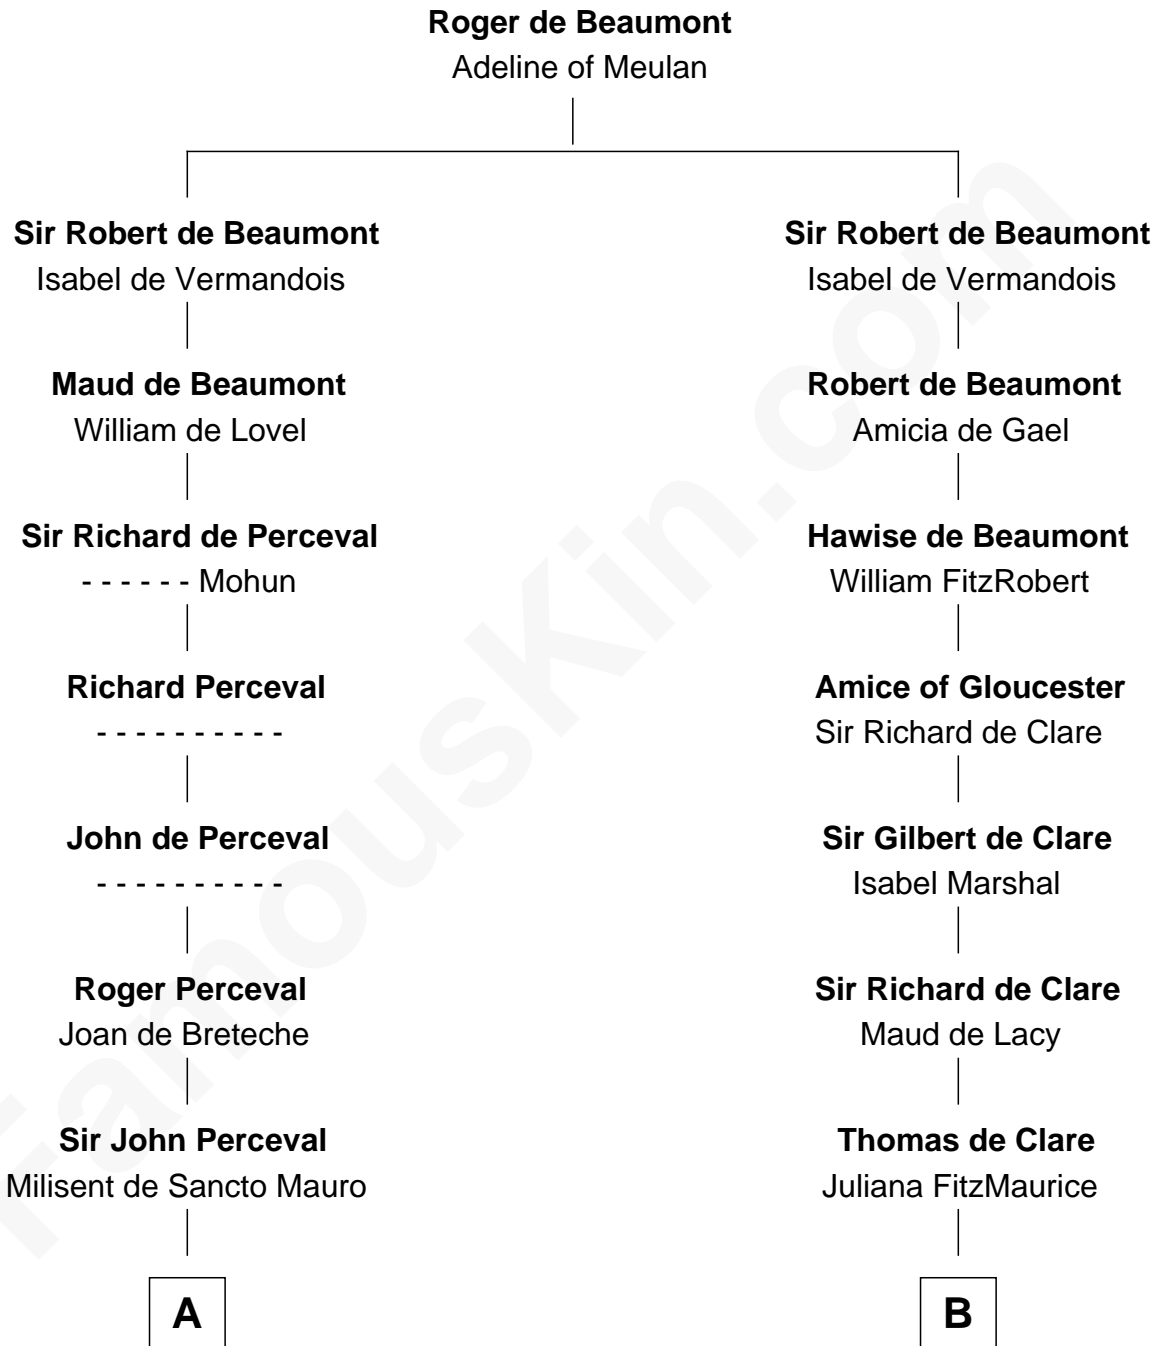 Roger de Beaumont
Adeline of Meulan
Sir Robert de Beaumont
Isabel de Vermandois
Maud de Beaumont
William de Lovel
Sir Richard de Perceval
- - - - - - Mohun
Richard Perceval
- - - - - - - - - -
John de Perceval
- - - - - - - - - -
Roger Perceval
Joan de Breteche
Sir John Perceval
Milisent de Sancto Mauro
A
Sir Robert de Beaumont
Isabel de Vermandois
Robert de Beaumont
Amicia de Gael
Hawise de Beaumont
William FitzRobert
Amice of Gloucester
Sir Richard de Clare
Sir Gilbert de Clare
Isabel Marshal
Sir Richard de Clare
Maud de Lacy
Thomas de Clare
Juliana FitzMaurice
B
FamousKin.com